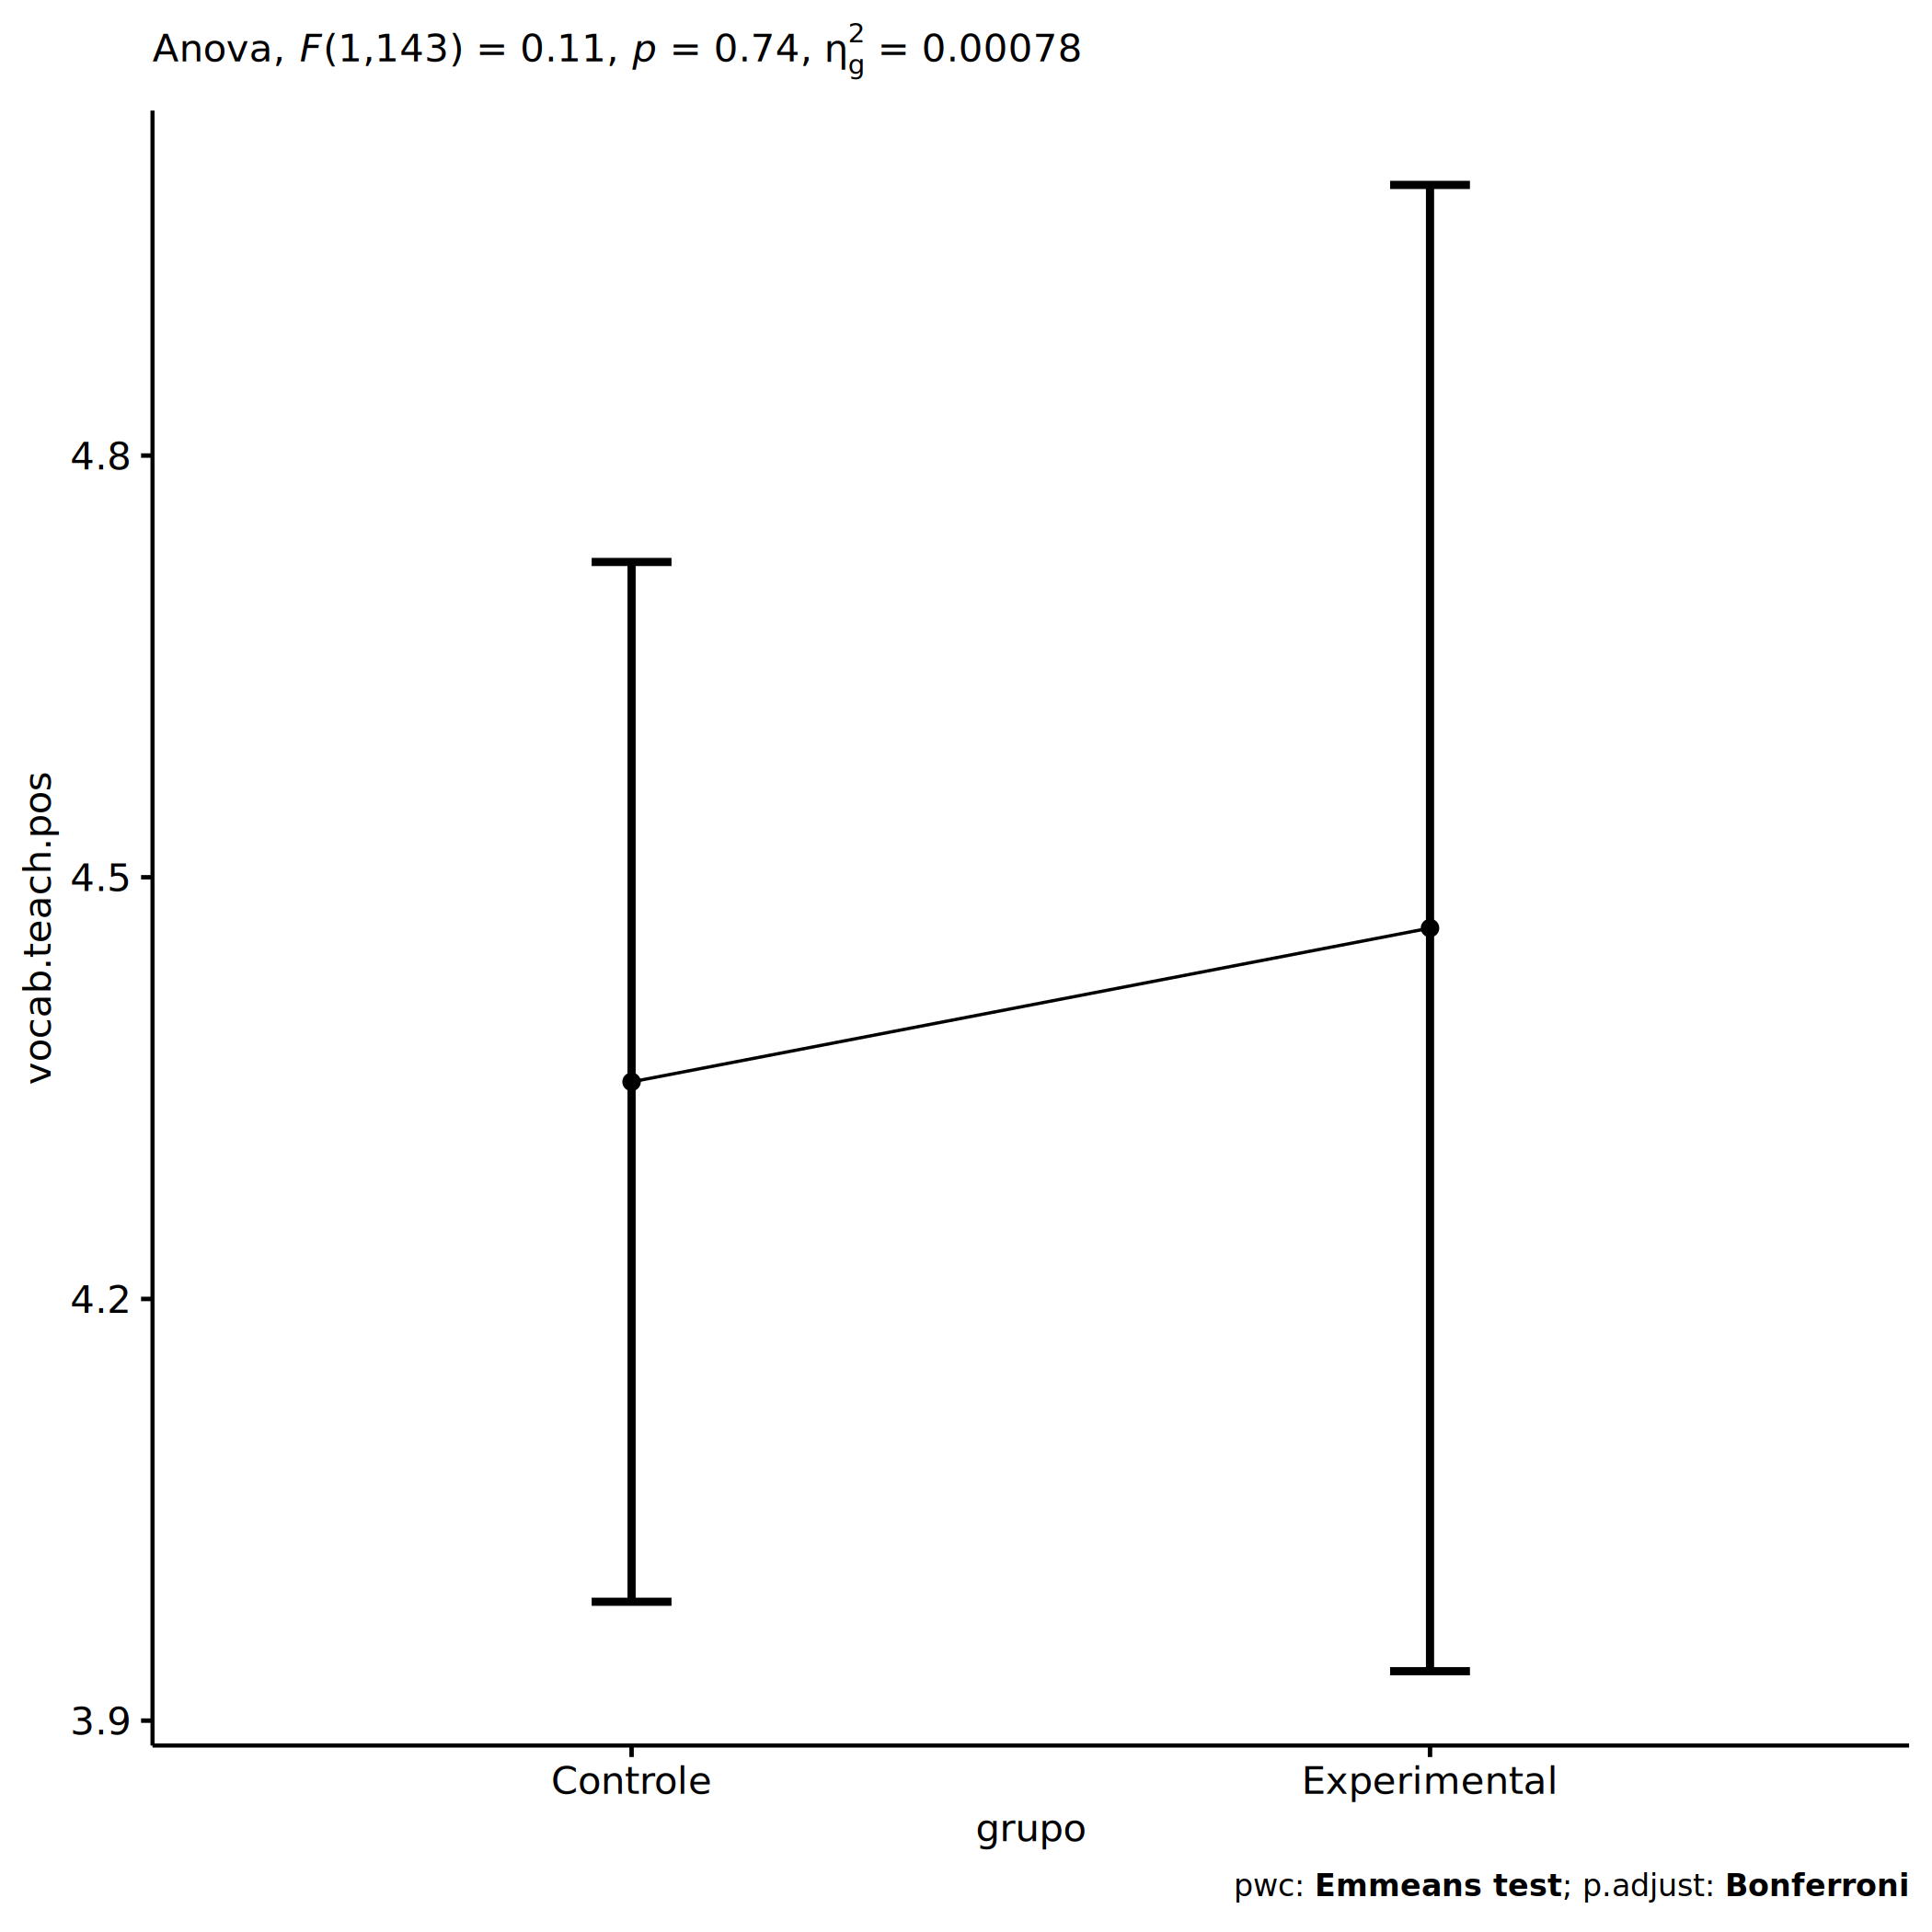 Anova, F(1,143) = 0.11, p = 0.74, η²g = 0.00078
vocab.teach.pos
4.8
4.5
4.2
3.9
Controle Experimental
grupo
pwc: Emmeans test; p.adjust: Bonferroni